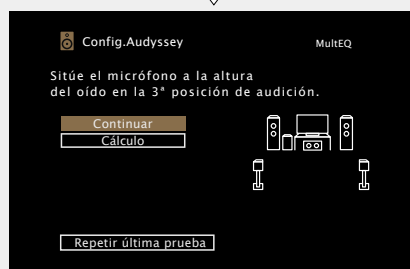 Config.Audyssey
MultEQ
Sitúe el micrófono a la altura
del oído en la 3ª posición de audición.
Continuar
Cálculo
Repetir última prueba